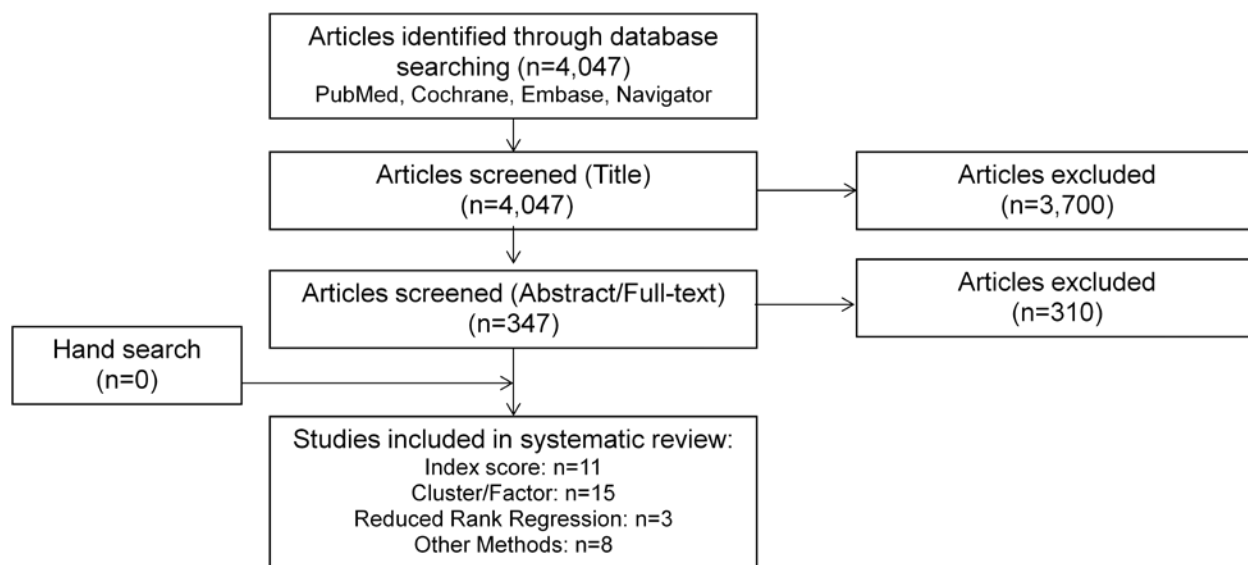 Articles identified through database
searching (n=4,047)
PubMed, Cochrane, Embase, Navigator
Articles screened (Title)
(n=4,047)
Articles excluded
(n=3,700)
Articles screened (Abstract/Full-text)
(n=347)
Articles excluded
(n=310)
Hand search
(n=0)
Studies included in systematic review:
Index score: n=11
Cluster/Factor: n=15
Reduced Rank Regression: n=3
Other Methods: n=8